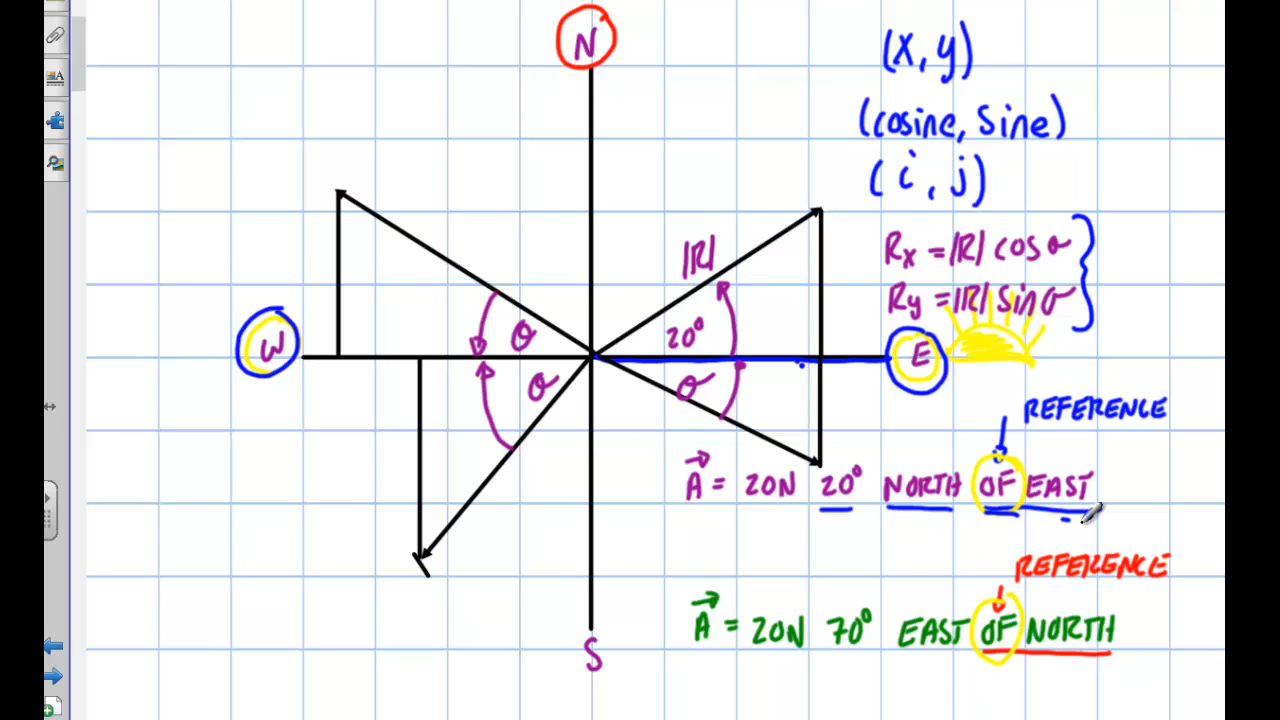 N
(x, y)
(cosine, Sine)
(i, j)
|R|
Rx = |R| cos θ
Ry = |R| Sin θ
W
θ
20°
E
θ
θ
REFERENCE
A = 20N 20° NORTH OF EAST
REFERENCE
A = 20N 70° EAST OF NORTH
S